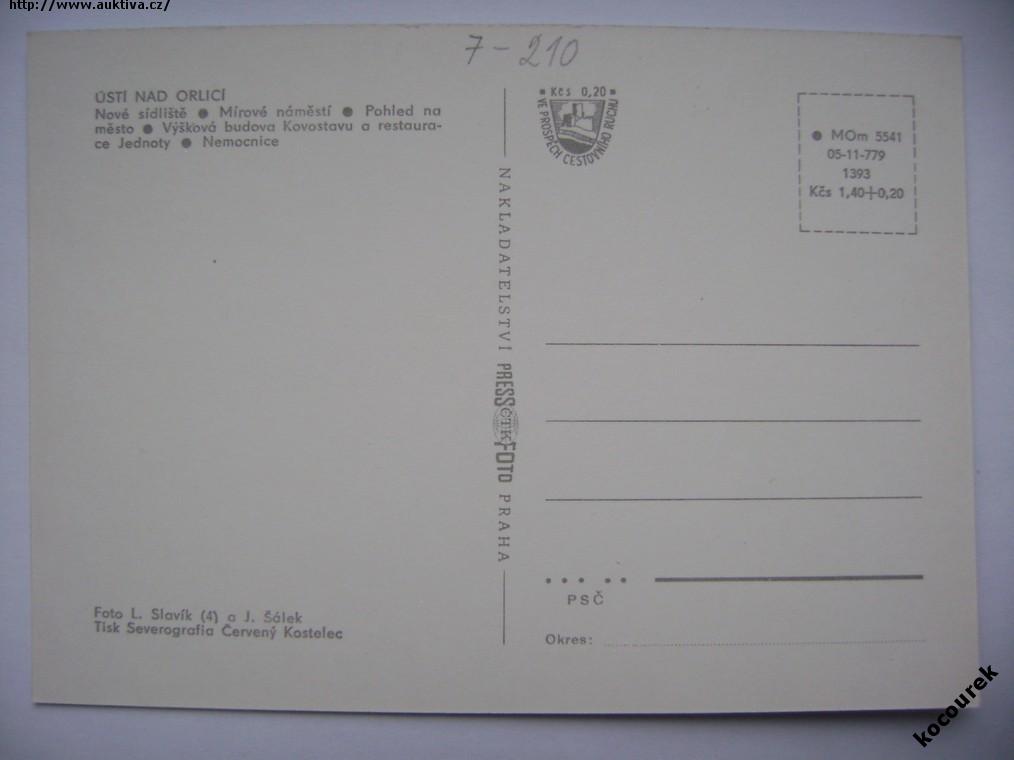 http://www.auktiva.cz/
7-210
ÚSTÍ NAD ORLICÍ
Nové sídliště ● Mírové náměstí ● Pohled na
město ● Výšková budova Kovostavu a restaura-
ce Jednoty ● Nemocnice
Kčs 0,20
VE PROSPĚCH CESTOVNÍHO RUCHU
● MOm 5541
05-11-779
1393
Kčs 1,40+0,20
NAKLADATELSTVÍ PRESSFOTO PRAHA
ČTK
PSČ
Okres:
Foto L. Slavík (4) a J. Šálek
Tisk Severografia Červený Kostelec
kocourek